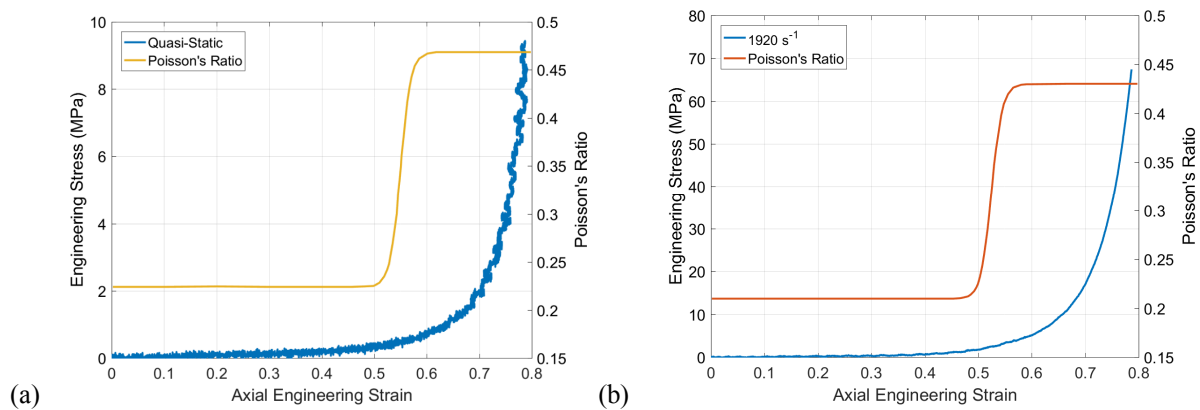 10
8
6
4
2
0
Engineering Stress (MPa)
Quasi-Static
Poisson's Ratio
0.5
0.45
0.4
0.35
0.3
0.25
0.2
0.15
Poisson's Ratio
0 0.1 0.2 0.3 0.4 0.5 0.6 0.7 0.8
Axial Engineering Strain
(a)
80
70
60
50
40
30
20
10
0
Engineering Stress (MPa)
1920 s⁻¹
Poisson's Ratio
0.5
0.45
0.4
0.35
0.3
0.25
0.2
0.15
Poisson's Ratio
0 0.1 0.2 0.3 0.4 0.5 0.6 0.7 0.8
Axial Engineering Strain
(b)